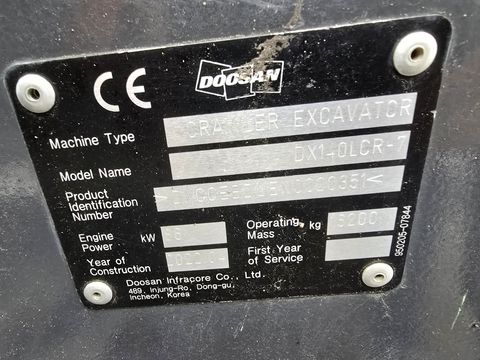 DOOSAN
CE
Machine Type CRAWLER EXCAVATOR
Model Name DX140LCR-7
Product Identification Number
Engine Power kW
Operating Mass kg
Year of Construction
First Year of Service
Doosan Infracore Co., Ltd.
489, Injung-Ro, Dong-gu,
Incheon, Korea
950205-07844